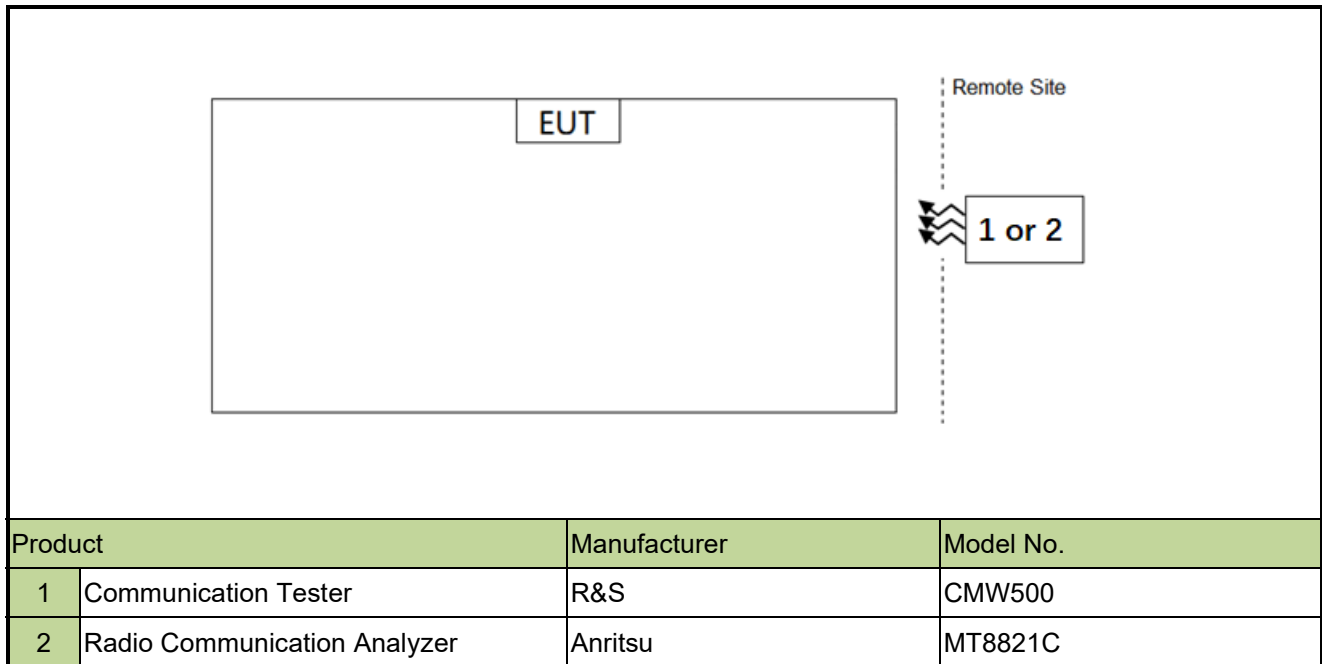 Remote Site
EUT
1 or 2
Product Manufacturer Model No.
1 Communication Tester R&S CMW500
2 Radio Communication Analyzer Anritsu MT8821C